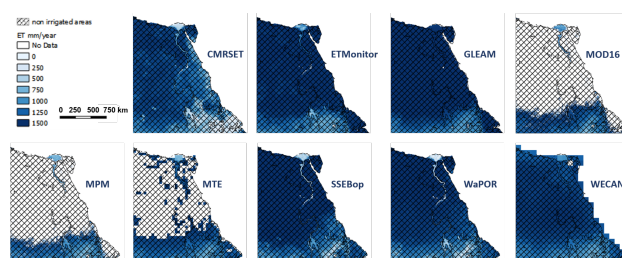 non irrigated areas
ET mm/year
No Data
0
250
500
750
1000
1250
1500
0 250 500 750 km
CMRSET
ETMonitor
GLEAM
MOD16
MPM
MTE
SSEBop
WaPOR
WECAN